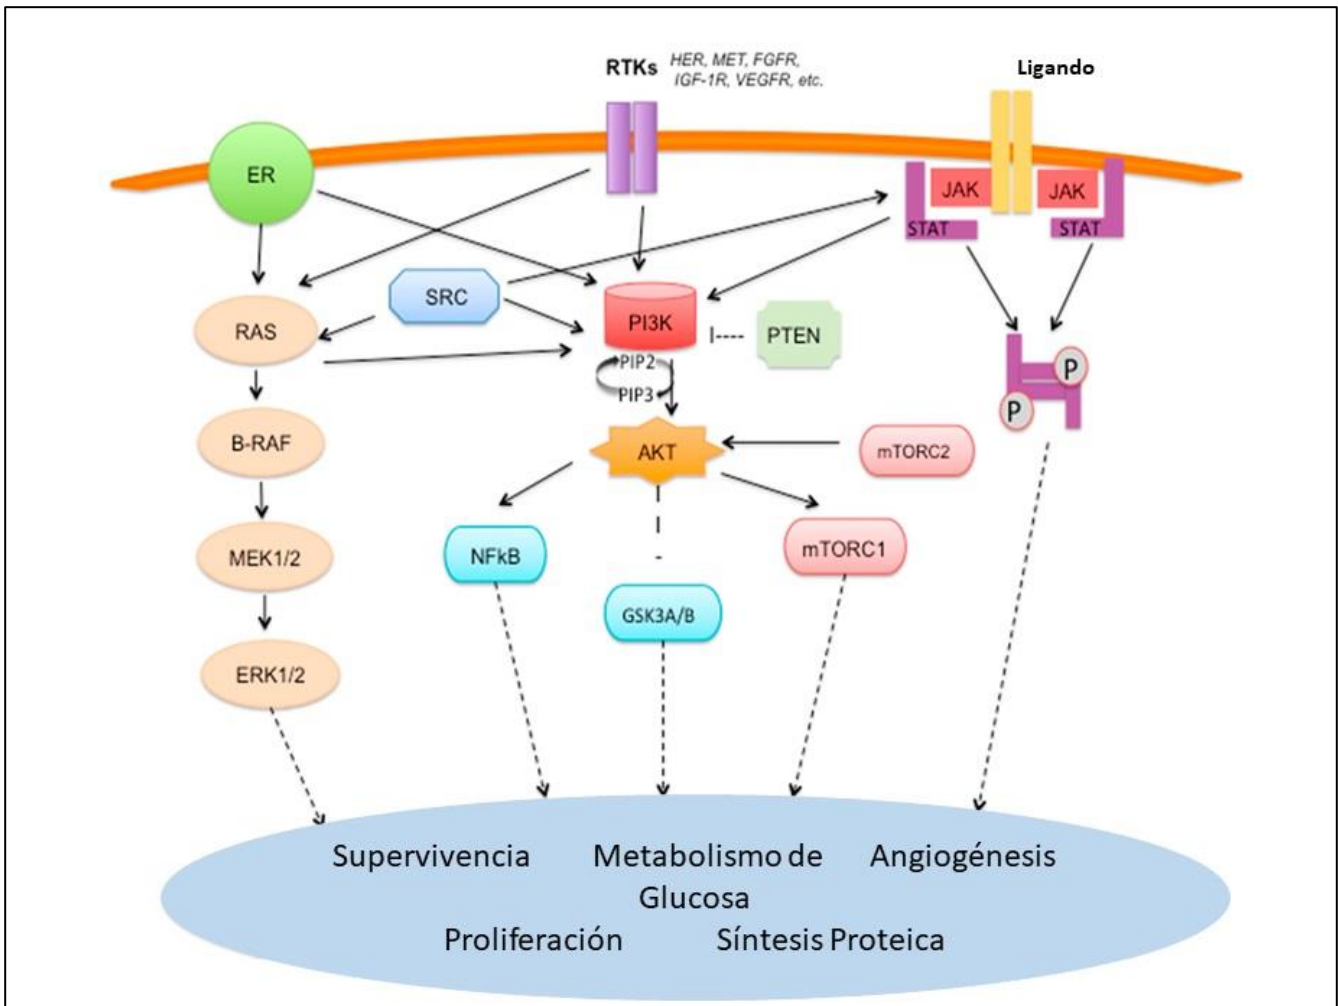 RTKs
HER, MET, FGFR,
IGF-1R, VEGFR, etc.
Ligando
ER
JAK
JAK
STAT
STAT
SRC
RAS
PI3K
PTEN
PIP2
PIP3
P
P
B-RAF
AKT
mTORC2
MEK1/2
NFkB
mTORC1
GSK3A/B
ERK1/2
Supervivencia
Metabolismo de
Glucosa
Angiogénesis
Proliferación
Síntesis Proteica